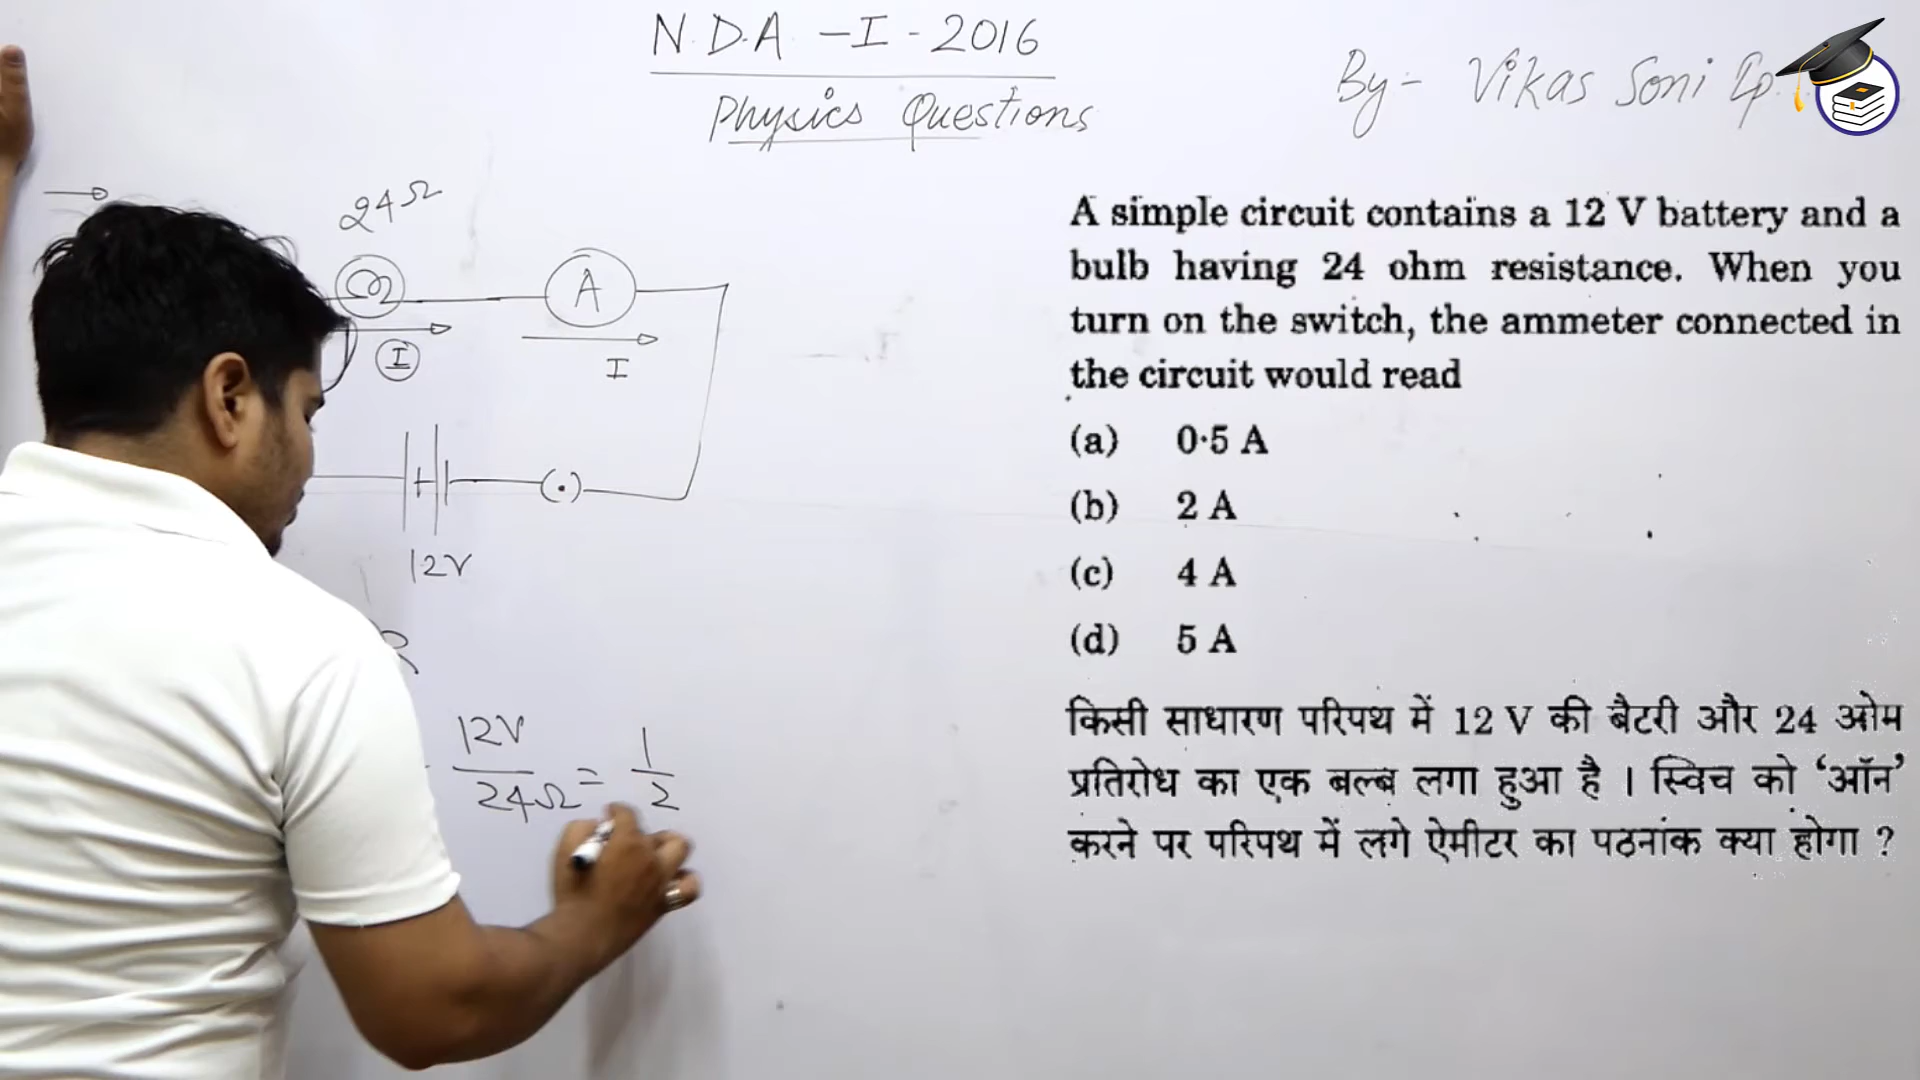 N.D.A - I - 2016
Physics Questions
By:- Vikas Soni
24Ω
A
I
I
12V
12V
24Ω
= 1
2
A simple circuit contains a 12 V battery and a
bulb having 24 ohm resistance. When you
turn on the switch, the ammeter connected in
the circuit would read
(a) 0·5 A
(b) 2 A
(c) 4 A
(d) 5 A
किसी साधारण परिपथ में 12 V की बैटरी और 24 ओम
प्रतिरोध का एक बल्ब लगा हुआ है । स्विच को ‘ऑन’
करने पर परिपथ में लगे ऐमीटर का पठनांक क्या होगा ?